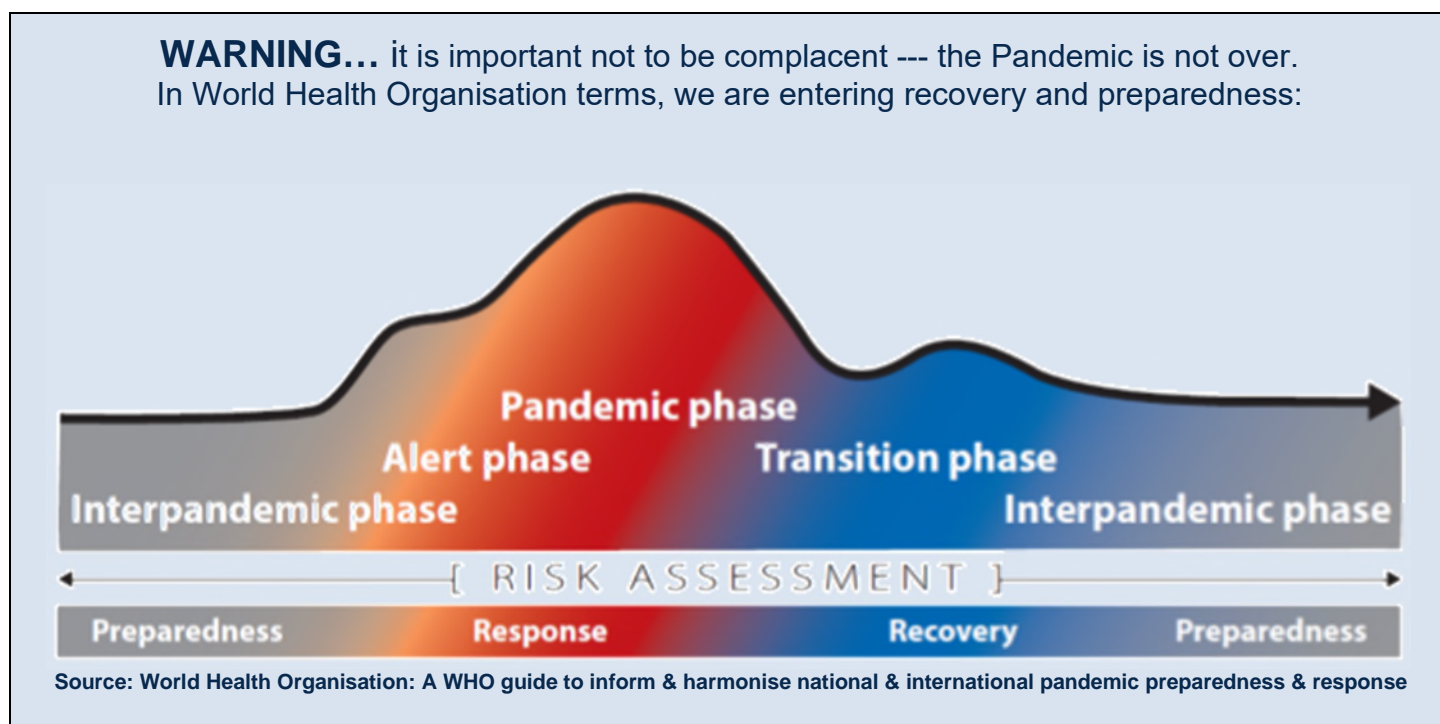 WARNING… it is important not to be complacent --- the Pandemic is not over.
In World Health Organisation terms, we are entering recovery and preparedness:
Pandemic phase
Alert phase
Transition phase
Interpandemic phase
Interpandemic phase
[ RISK ASSESSMENT ]
Preparedness
Response
Recovery
Preparedness
Source: World Health Organisation: A WHO guide to inform & harmonise national & international pandemic preparedness & response